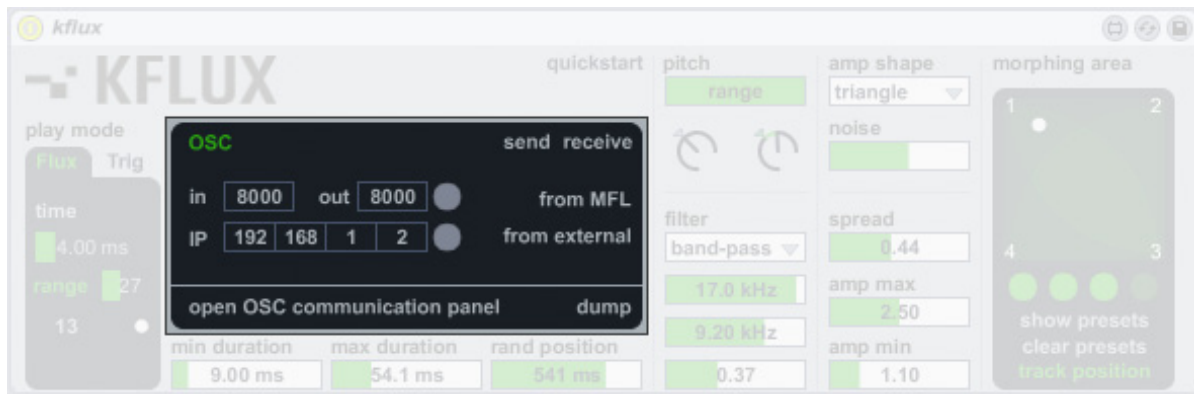 kflux
KFLUX
quickstart
play mode
Flux Trig
time
4.00 ms
range 27
13
OSC send receive
in 8000 out 8000 from MFL
IP 192 168 1 2 from external
open OSC communication panel dump
min duration max duration rand position
9.00 ms 54.1 ms 541 ms
pitch
range
filter
band-pass
17.0 kHz
9.20 kHz
0.37
amp shape
triangle
noise
spread
0.44
amp max
2.50
amp min
1.10
morphing area
1 2
4 3
show presets
clear presets
track position